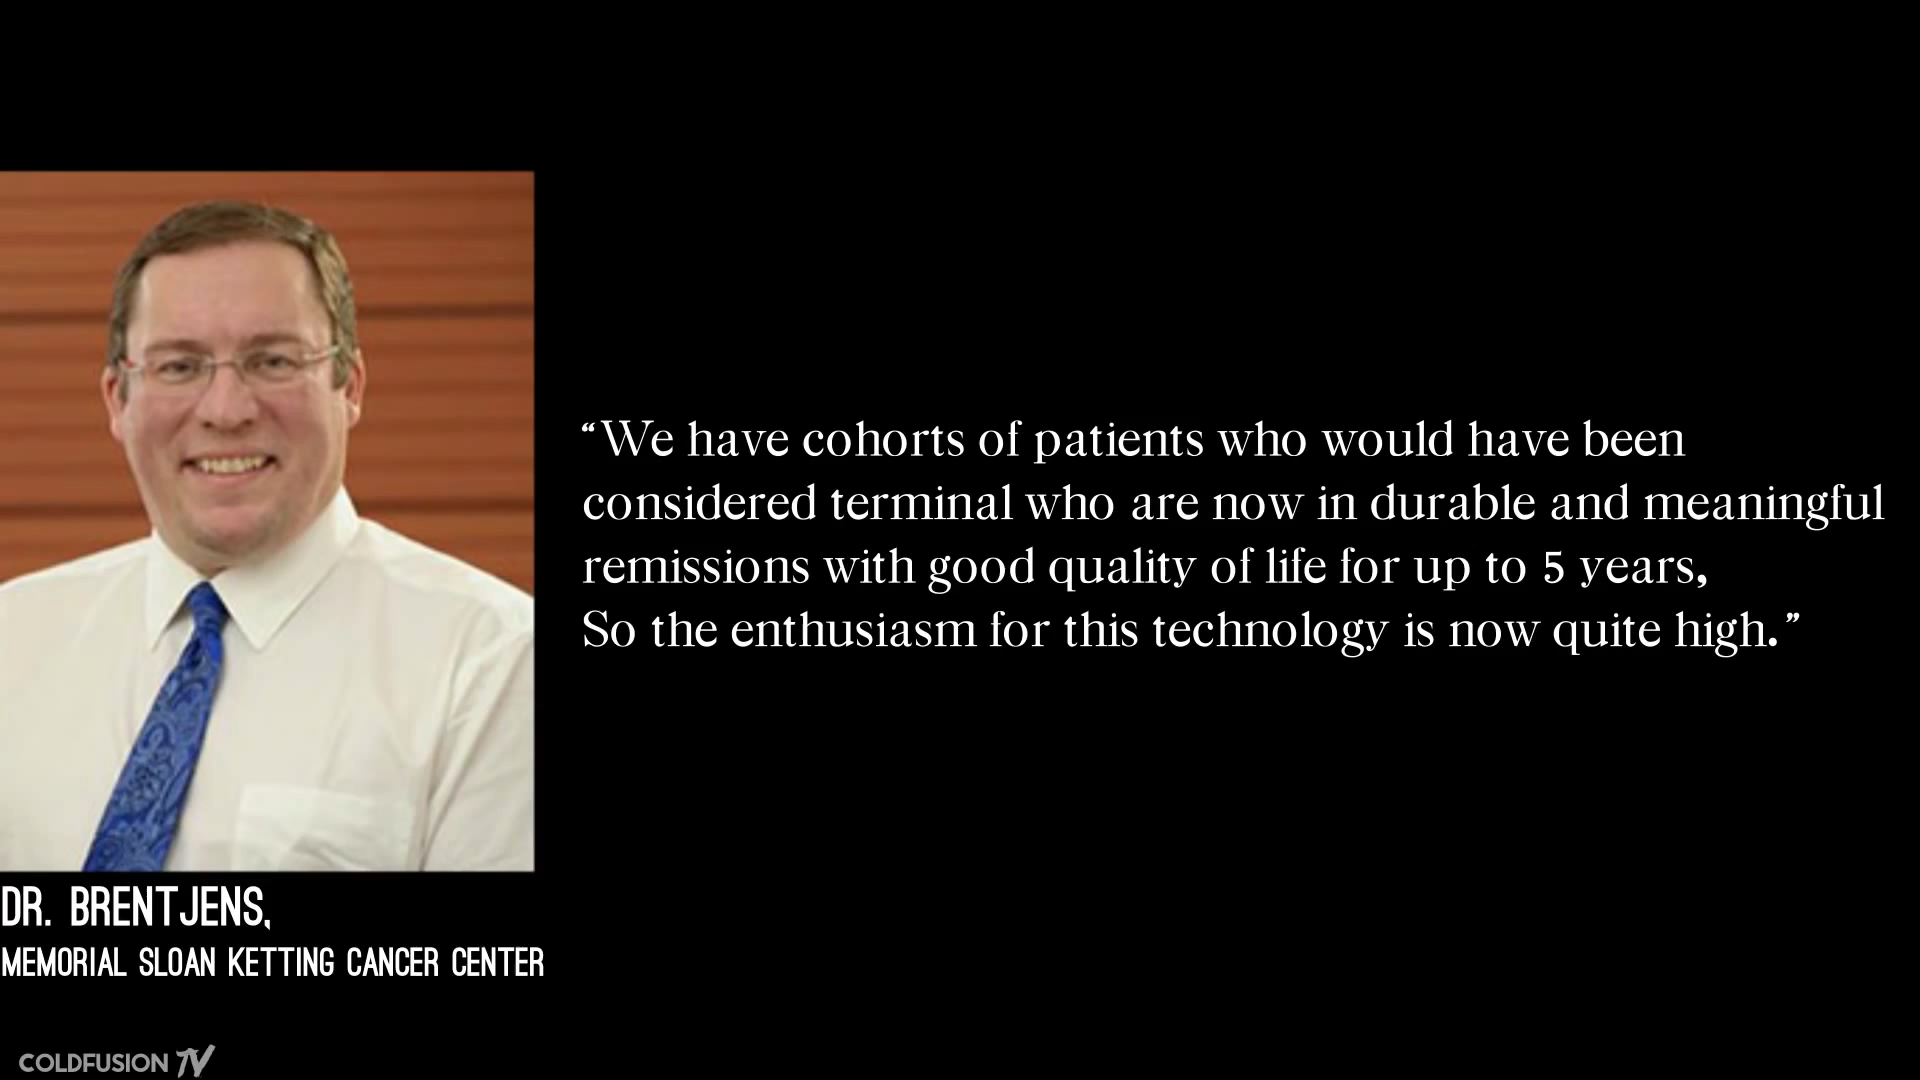 “We have cohorts of patients who would have been
considered terminal who are now in durable and meaningful
remissions with good quality of life for up to 5 years,
So the enthusiasm for this technology is now quite high.”
DR. BRENTJENS,
MEMORIAL SLOAN KETTING CANCER CENTER
COLDFUSION TV